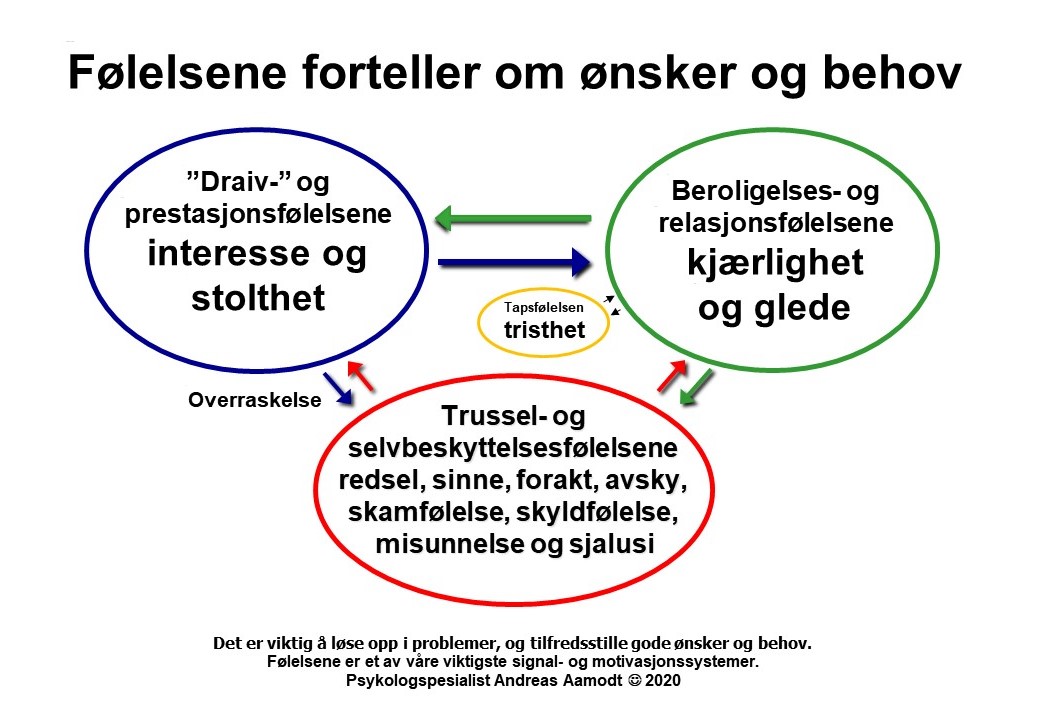 Følelsene forteller om ønsker og behov
”Draiv-” og
prestasjonsfølelsene
interesse og
stolthet
Beroligelses- og
relasjonsfølelsene
kjærlighet
og glede
Tapsfølelsen
tristhet
Overraskelse
Trussel- og
selvbeskyttelsesfølelsene
redsel, sinne, forakt, avsky,
skamfølelse, skyldfølelse,
misunnelse og sjalusi
Det er viktig å løse opp i problemer, og tilfredsstille gode ønsker og behov.
Følelsene er et av våre viktigste signal- og motivasjonssystemer.
Psykologspesialist Andreas Aamodt ☺ 2020